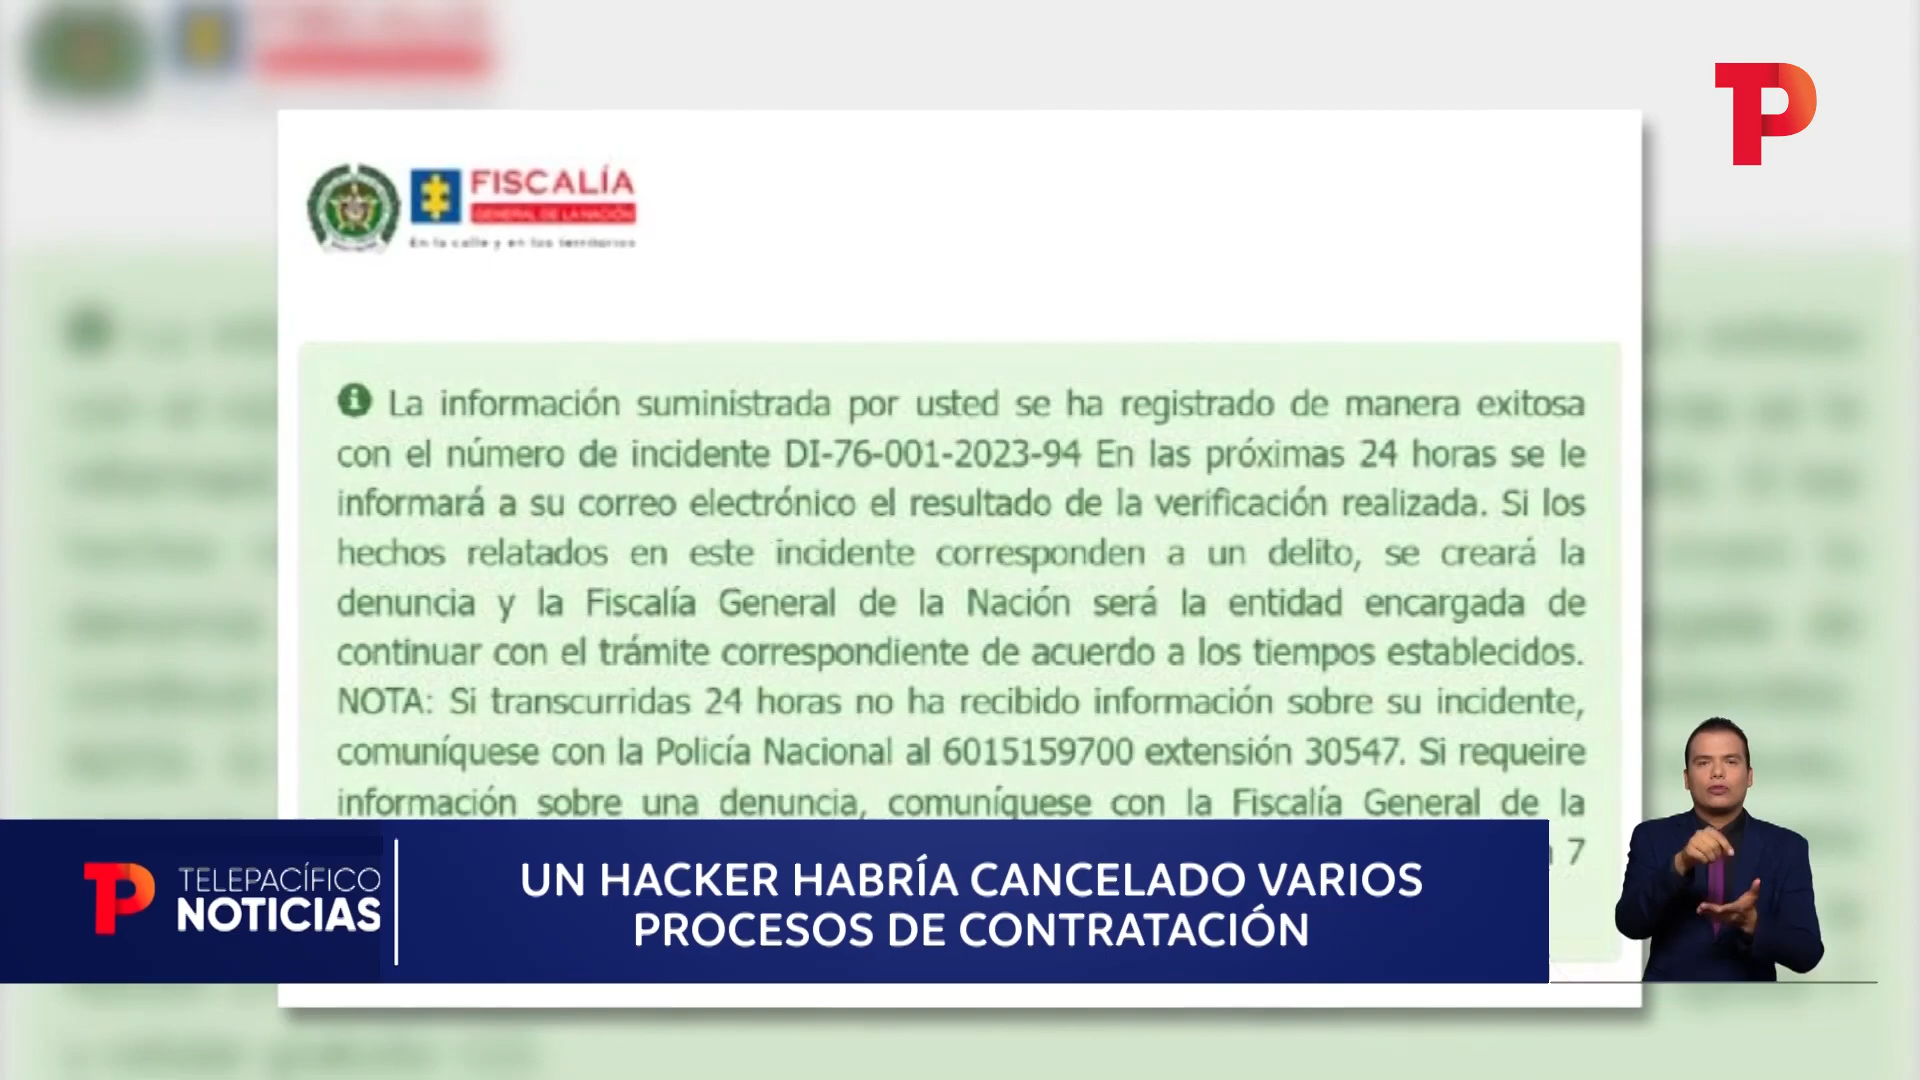 TP
FISCALÍA
GENERAL DE LA NACIÓN
En la calle y en los territorios
i La información suministrada por usted se ha registrado de manera exitosa
con el número de incidente DI-76-001-2023-94 En las próximas 24 horas se le
informará a su correo electrónico el resultado de la verificación realizada. Si los
hechos relatados en este incidente corresponden a un delito, se creará la
denuncia y la Fiscalía General de la Nación será la entidad encargada de
continuar con el trámite correspondiente de acuerdo a los tiempos establecidos.
NOTA: Si transcurridas 24 horas no ha recibido información sobre su incidente,
comuníquese con la Policía Nacional al 6015159700 extensión 30547. Si requeire
información sobre una denuncia, comuníquese con la Fiscalía General de la
7
TP TELEPACÍFICO
NOTICIAS
UN HACKER HABRÍA CANCELADO VARIOS
PROCESOS DE CONTRATACIÓN